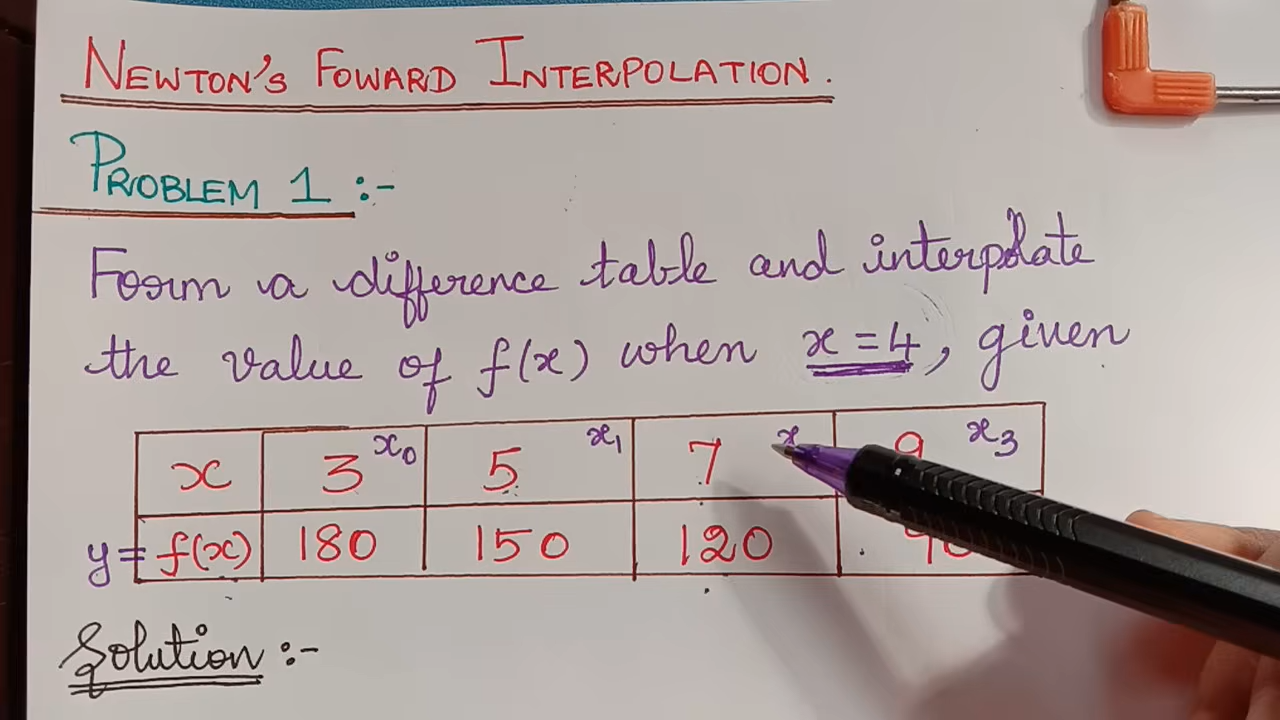 NEWTON'S FOWARD INTERPOLATION.
PROBLEM 1 :-
Form a difference table and interpolate
the value of f(x) when x = 4, given
x 3 x0 5 x1 7 x 9 x3
y = f(x) 180 150 120
Solution :-